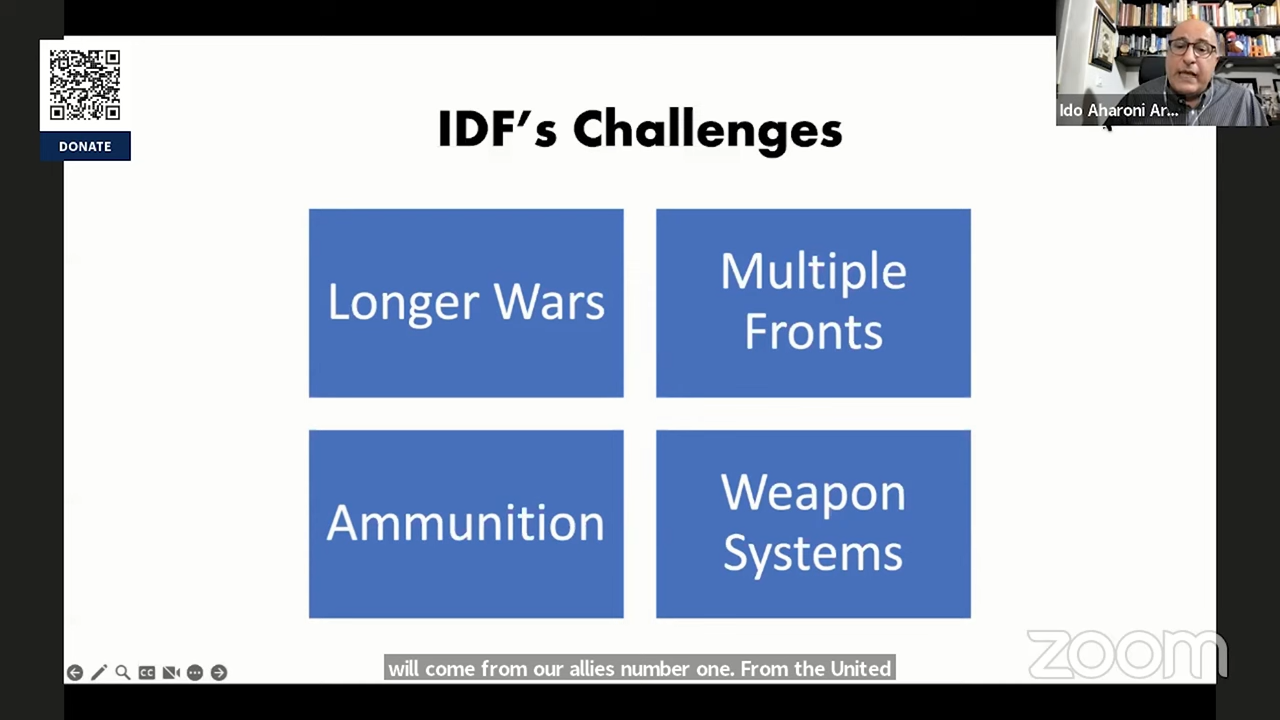 DONATE
Ido Aharoni Ar...
IDF's Challenges
Longer Wars
Multiple
Fronts
Ammunition
Weapon
Systems
CC
will come from our allies number one. From the United
zoom